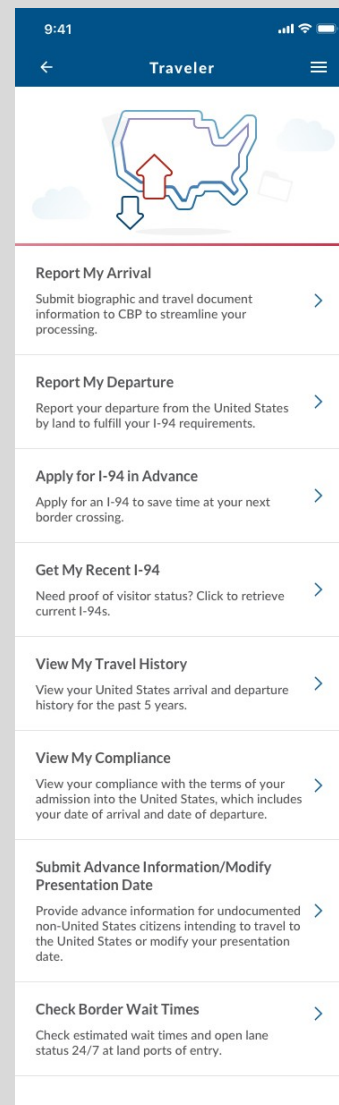 9:41
Traveler
Report My Arrival
Submit biographic and travel document
information to CBP to streamline your
processing.
Report My Departure
Report your departure from the United States
by land to fulfill your I-94 requirements.
Apply for I-94 in Advance
Apply for an I-94 to save time at your next
border crossing.
Get My Recent I-94
Need proof of visitor status? Click to retrieve
current I-94s.
View My Travel History
View your United States arrival and departure
history for the past 5 years.
View My Compliance
View your compliance with the terms of your
admission into the United States, which includes
your date of arrival and date of departure.
Submit Advance Information/Modify
Presentation Date
Provide advance information for undocumented
non-United States citizens intending to travel to
the United States or modify your presentation
date.
Check Border Wait Times
Check estimated wait times and open lane
status 24/7 at land ports of entry.